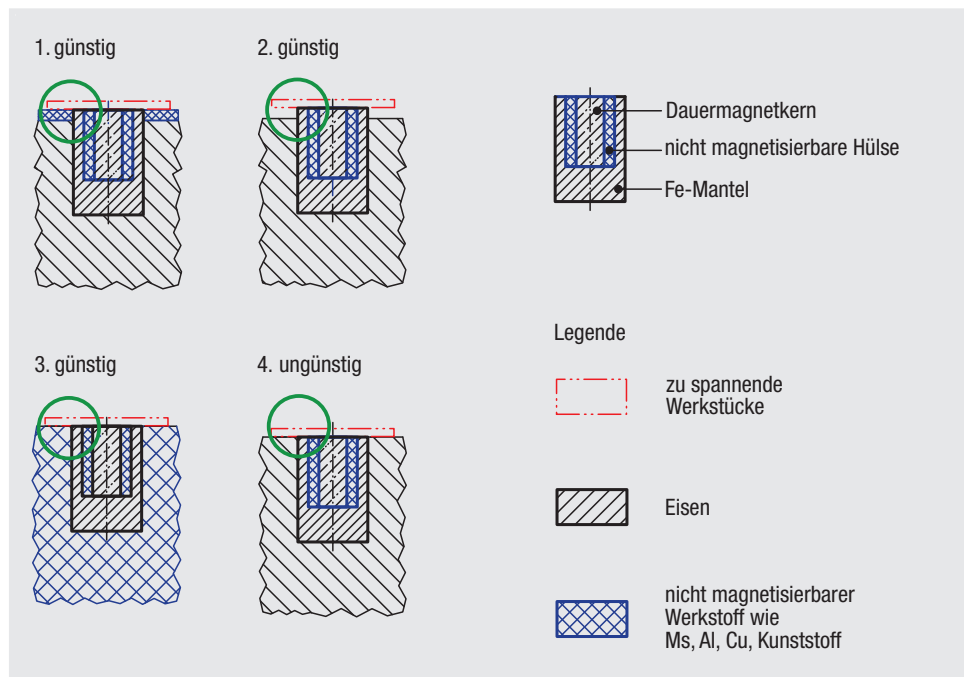 1. günstig
2. günstig
Dauermagnetkern
nicht magnetisierbare Hülse
Fe-Mantel
3. günstig
4. ungünstig
Legende
zu spannende
Werkstücke
Eisen
nicht magnetisierbarer
Werkstoff wie
Ms, Al, Cu, Kunststoff